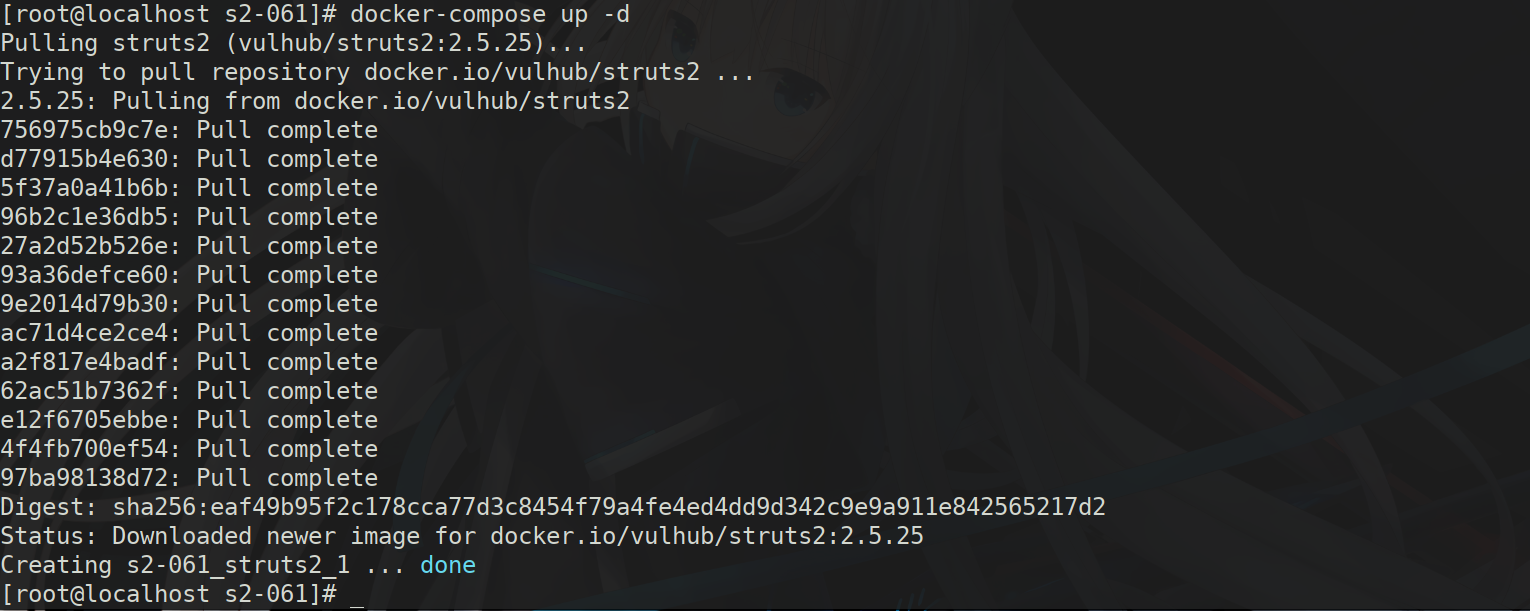 [root@localhost s2-061]# docker-compose up -d
Pulling struts2 (vulhub/struts2:2.5.25)...
Trying to pull repository docker.io/vulhub/struts2 ...
2.5.25: Pulling from docker.io/vulhub/struts2
756975cb9c7e: Pull complete
d77915b4e630: Pull complete
5f37a0a41b6b: Pull complete
96b2c1e36db5: Pull complete
27a2d52b526e: Pull complete
93a36defce60: Pull complete
9e2014d79b30: Pull complete
ac71d4ce2ce4: Pull complete
a2f817e4badf: Pull complete
62ac51b7362f: Pull complete
e12f6705ebbe: Pull complete
4f4fb700ef54: Pull complete
97ba98138d72: Pull complete
Digest: sha256:eaf49b95f2c178cca77d3c8454f79a4fe4ed4dd9d342c9e9a911e842565217d2
Status: Downloaded newer image for docker.io/vulhub/struts2:2.5.25
Creating s2-061_struts2_1 ... done
[root@localhost s2-061]# _